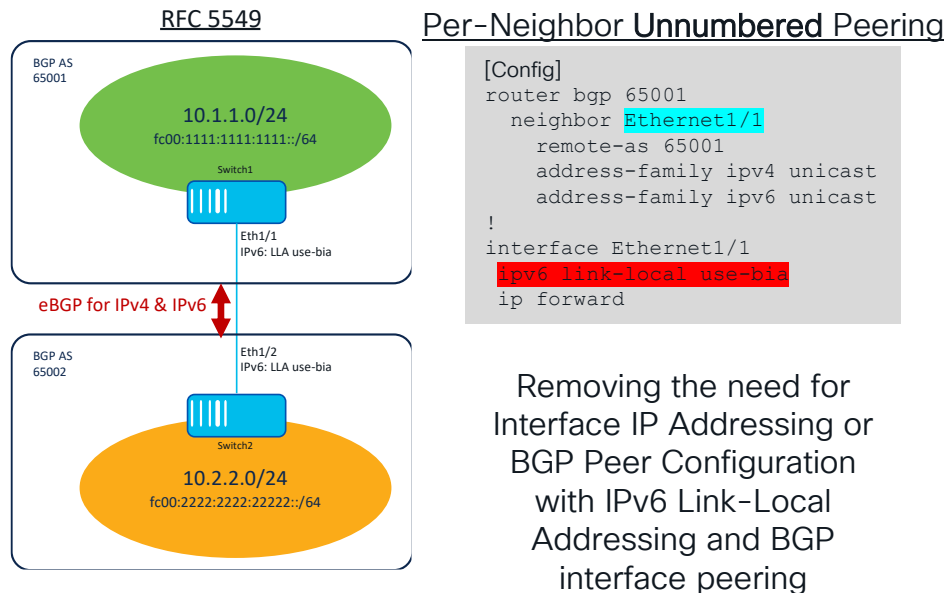 RFC 5549
BGP AS
65001
10.1.1.0/24
fc00:1111:1111:1111::/64
Switch1
Eth1/1
IPv6: LLA use-bia
eBGP for IPv4 & IPv6
BGP AS
65002
Eth1/2
IPv6: LLA use-bia
Switch2
10.2.2.0/24
fc00:2222:2222:22222::/64
Per-Neighbor Unnumbered Peering
[Config]
router bgp 65001
neighbor Ethernet1/1
remote-as 65001
address-family ipv4 unicast
address-family ipv6 unicast
!
interface Ethernet1/1
ipv6 link-local use-bia
ip forward
Removing the need for
Interface IP Addressing or
BGP Peer Configuration
with IPv6 Link-Local
Addressing and BGP
interface peering